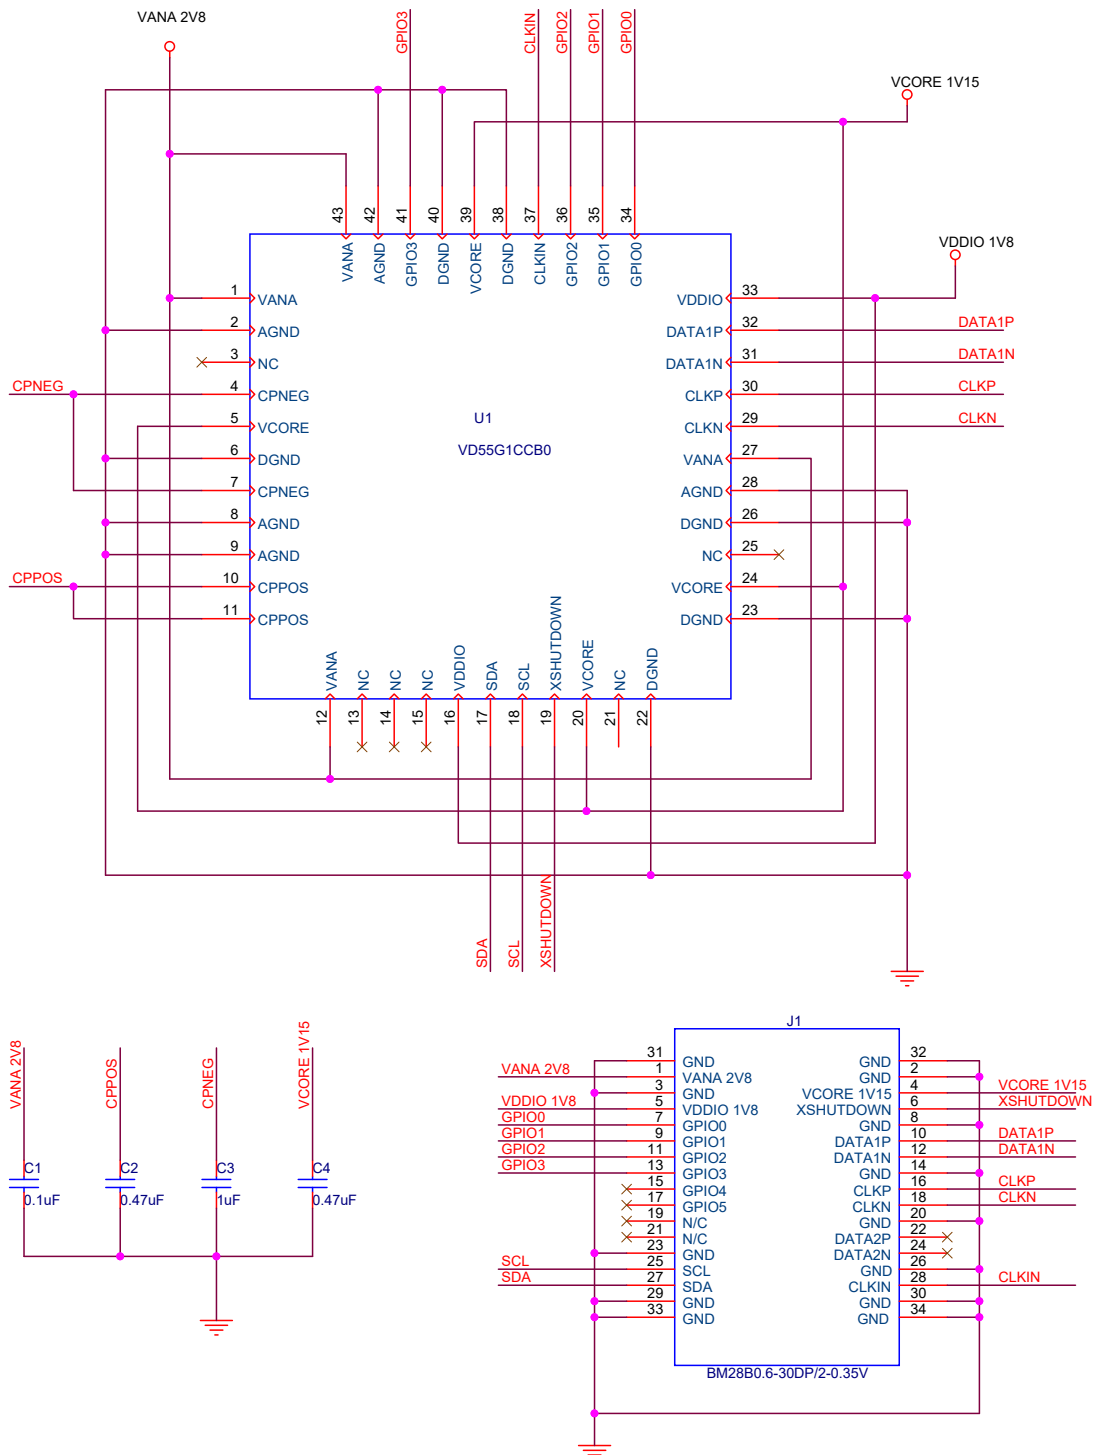 VANA 2V8
GPIO3
CLKIN
GPIO2
GPIO1
GPIO0
VCORE 1V15
VDDIO 1V8
43
42
41
40
39
38
37
36
35
34
VANA
AGND
GPIO3
DGND
VCORE
DGND
CLKIN
GPIO2
GPIO1
GPIO0
1 VANA
2 AGND
3 NC
CPNEG 4 CPNEG
5 VCORE
6 DGND
7 CPNEG
8 AGND
9 AGND
CPPOS 10 CPPOS
11 CPPOS
U1
VD55G1CCB0
VDDIO 33
DATA1P 32 DATA1P
DATA1N 31 DATA1N
CLKP 30 CLKP
CLKN 29 CLKN
VANA 27
AGND 28
DGND 26
NC 25
VCORE 24
DGND 23
VANA
NC
NC
NC
VDDIO
SDA
SCL
XSHUTDOWN
VCORE
NC
DGND
12
13
14
15
16
17
18
19
20
21
22
SDA
SCL
XSHUTDOWN
VANA 2V8
CPPOS
CPNEG
VCORE 1V15
C1
0.1uF
C2
0.47uF
C3
1uF
C4
0.47uF
J1
31 GND
VANA 2V8 1 VANA 2V8
3 GND
VDDIO 1V8 5 VDDIO 1V8
GPIO0 7 GPIO0
GPIO1 9 GPIO1
GPIO2 11 GPIO2
GPIO3 13 GPIO3
15 GPIO4
17 GPIO5
19 N/C
21 N/C
23 GND
SCL 25 SCL
SDA 27 SDA
29 GND
33 GND
GND 32
GND 2
VCORE 1V15 4 VCORE 1V15
XSHUTDOWN 6 XSHUTDOWN
GND 8
DATA1P 10 DATA1P
DATA1N 12 DATA1N
GND 14
CLKP 16 CLKP
CLKN 18 CLKN
GND 20
DATA2P 22
DATA2N 24
GND 26
CLKIN 28 CLKIN
GND 30
GND 34
BM28B0.6-30DP/2-0.35V